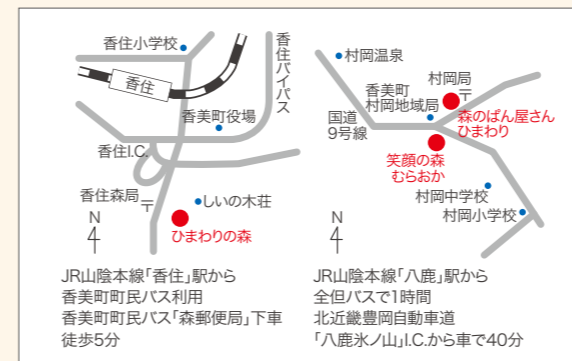 香住小学校
香住
香住バイパス
香美町役場
香住I.C.
香住森局
〒
しいの木荘
ひまわりの森
N
JR山陰本線「香住」駅から
香美町町民バス利用
香美町町民バス「森郵便局」下車
徒歩5分
村岡温泉
村岡局
〒
香美町
村岡地域局
国道
9号線
森のぱん屋さん
ひまわり
笑顔の森
むらおか
村岡中学校
村岡小学校
N
JR山陰本線「八鹿」駅から
全但バスで1時間
北近畿豊岡自動車道
「八鹿氷ノ山」I.C.から車で40分